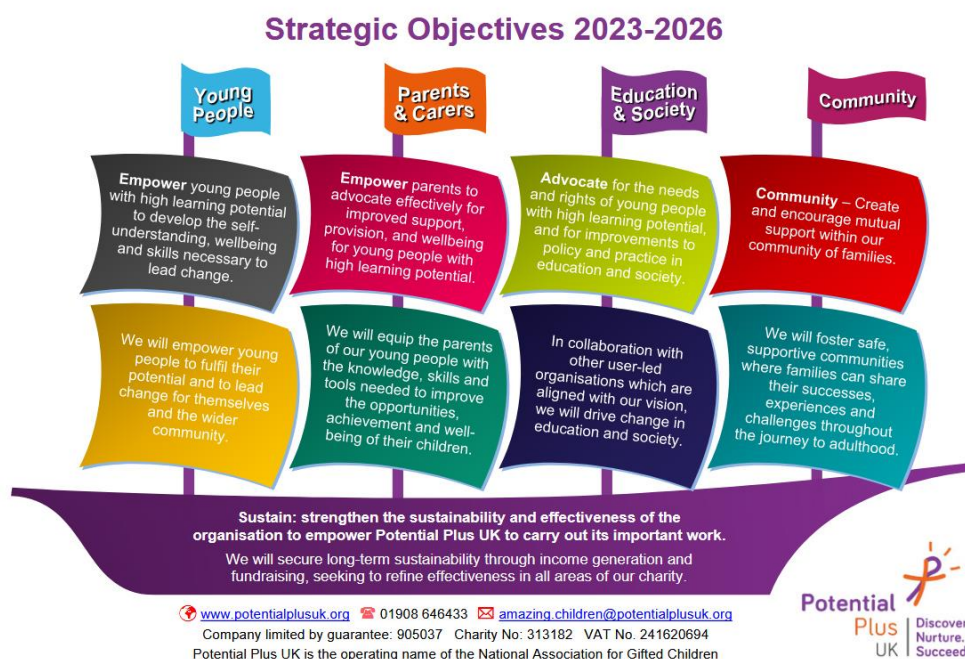 Strategic Objectives 2023-2026
Young
People
Parents
& Carers
Education
& Society
Community
Empower young people
with high learning potential
to develop the self-
understanding, wellbeing
and skills necessary to
lead change.
Empower parents to
advocate effectively for
improved support,
provision, and wellbeing
for young people with
high learning potential.
Advocate for the needs
and rights of young people
with high learning potential,
and for improvements to
policy and practice in
education and society.
Community – Create
and encourage mutual
support within our
community of families.
We will empower young
people to fulfil their
potential and to lead
change for themselves
and the wider
community.
We will equip the parents
of our young people with
the knowledge, skills and
tools needed to improve
the opportunities,
achievement and well-
being of their children.
In collaboration with
other user-led
organisations which are
aligned with our vision,
we will drive change in
education and society.
We will foster safe,
supportive communities
where families can share
their successes,
experiences and
challenges throughout
the journey to adulthood.
Sustain: strengthen the sustainability and effectiveness of the
organisation to empower Potential Plus UK to carry out its important work.
We will secure long-term sustainability through income generation and
fundraising, seeking to refine effectiveness in all areas of our charity.
www.potentialplusuk.org 01908 646433 amazing.children@potentialplusuk.org
Company limited by guarantee: 905037 Charity No: 313182 VAT No. 241620694
Potential Plus UK is the operating name of the National Association for Gifted Children
Potential
Plus
UK
Discover
Nurture.
Succeed